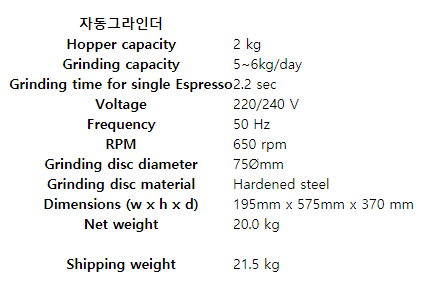 자동그라인더
Hopper capacity 2 kg
Grinding capacity 5~6kg/day
Grinding time for single Espresso 2.2 sec
Voltage 220/240 V
Frequency 50 Hz
RPM 650 rpm
Grinding disc diameter 75∅mm
Grinding disc material Hardened steel
Dimensions (w x h x d) 195mm x 575mm x 370 mm
Net weight 20.0 kg
Shipping weight 21.5 kg